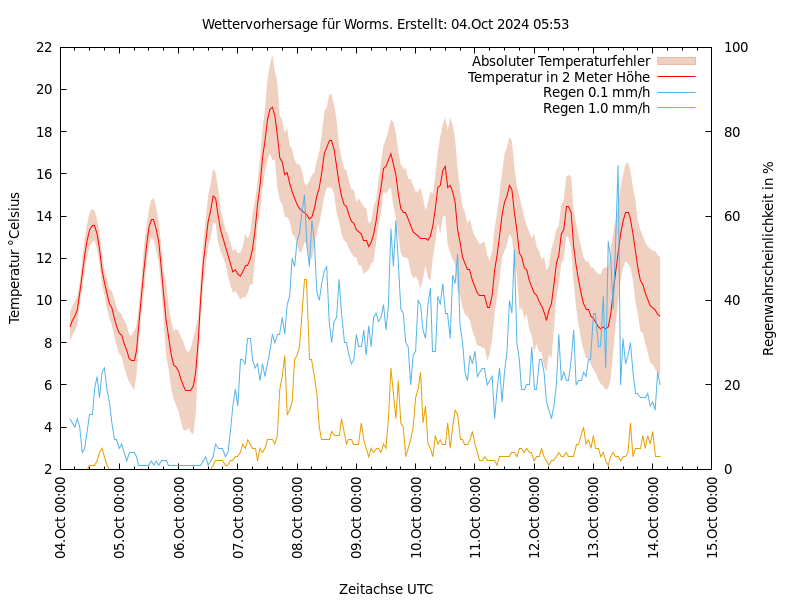 Wettervorhersage für Worms. Erstellt: 04.Oct 2024 05:53
22
20
18
16
14
12
10
8
6
4
2
Temperatur °Celsius
100
80
60
40
20
0
Regenwahrscheinlichkeit in %
Absoluter Temperaturfehler
Temperatur in 2 Meter Höhe
Regen 0.1 mm/h
Regen 1.0 mm/h
04.Oct 00:00
05.Oct 00:00
06.Oct 00:00
07.Oct 00:00
08.Oct 00:00
09.Oct 00:00
10.Oct 00:00
11.Oct 00:00
12.Oct 00:00
13.Oct 00:00
14.Oct 00:00
15.Oct 00:00
Zeitachse UTC